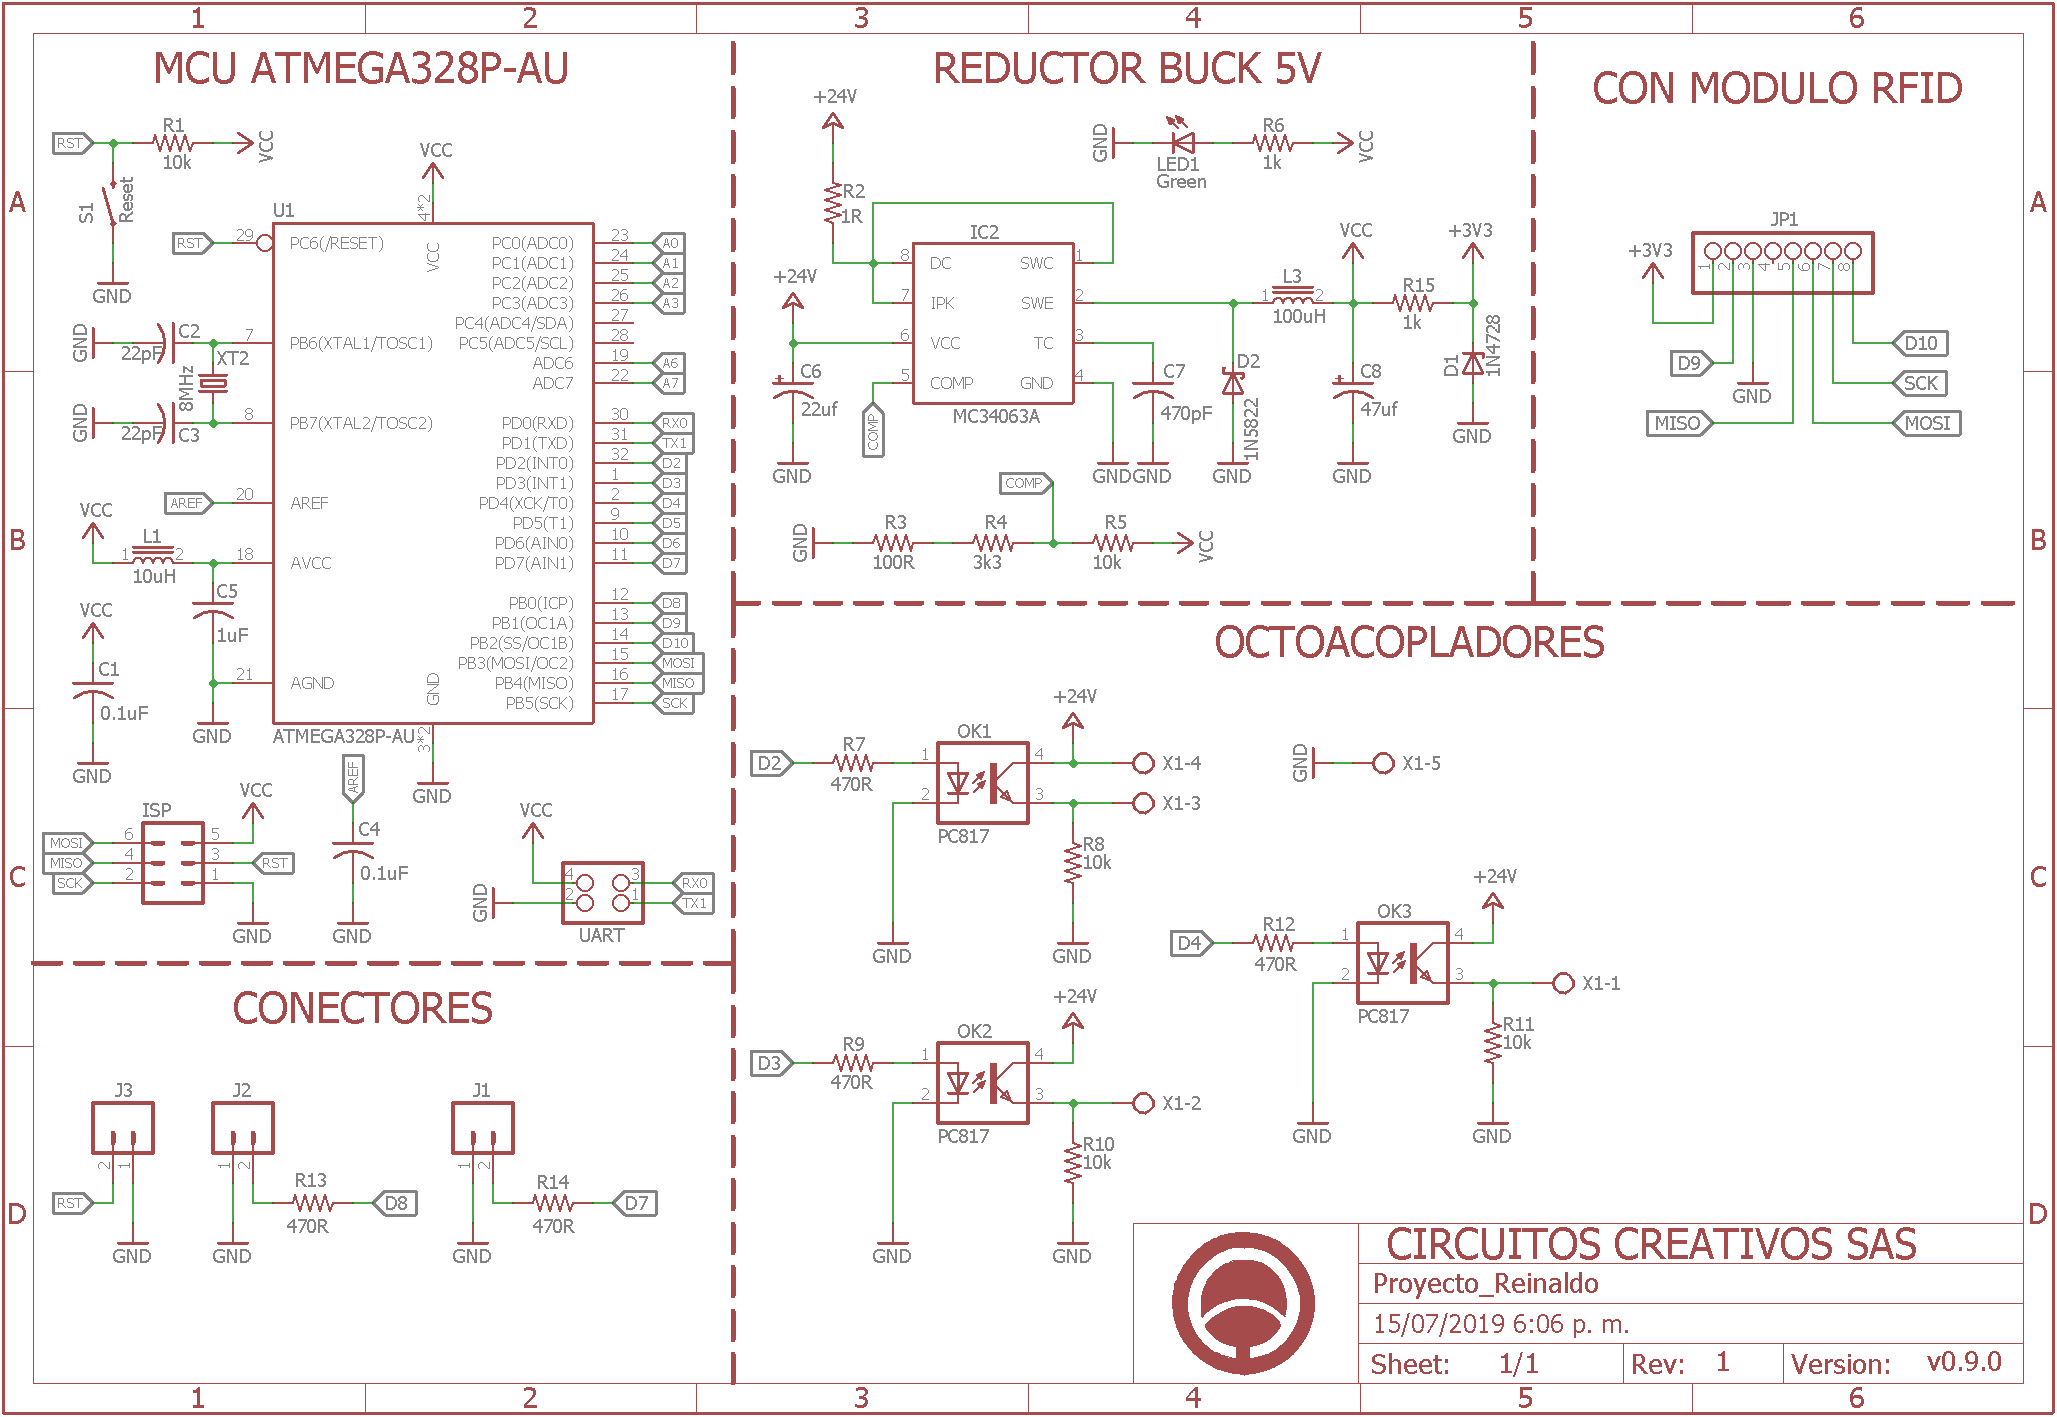 1 2 3 4 5 6
A
B
C
D
MCU ATMEGA328P-AU
RST
R1
10k
VCC
S1
Reset
GND
VCC
4*2
U1
RST
29
PC6(/RESET)
VCC
GND
C2
22pF
XT2
8MHz
7
PB6(XTAL1/TOSC1)
GND
22pF
C3
8
PB7(XTAL2/TOSC2)
AREF
20
AREF
VCC
L1
1 2
10uH
18
AVCC
C5
1uF
21
AGND
GND
VCC
C1
0.1uF
GND
GND
ATMEGA328P-AU
3*2
GND
PC0(ADC0) 23 A0
PC1(ADC1) 24 A1
PC2(ADC2) 25 A2
PC3(ADC3) 26 A3
PC4(ADC4/SDA) 27
PC5(ADC5/SCL) 28
ADC6 19 A6
ADC7 22 A7
PD0(RXD) 30 RX0
PD1(TXD) 31 TX1
PD2(INT0) 32 D2
PD3(INT1) 1 D3
PD4(XCK/T0) 2 D4
PD5(T1) 9 D5
PD6(AIN0) 10 D6
PD7(AIN1) 11 D7
PB0(ICP) 12 D8
PB1(OC1A) 13 D9
PB2(SS/OC1B) 14 D10
PB3(MOSI/OC2) 15 MOSI
PB4(MISO) 16 MISO
PB5(SCK) 17 SCK
ISP
VCC
MOSI 6 5
MISO 4 3 RST
SCK 2 1
GND
AREF
C4
0.1uF
GND
VCC
GND
4 3 RX0
2 1 TX1
UART
CONECTORES
J3
2 1
RST
GND
J2
1 2
R13
470R
D8
GND
J1
1 2
R14
470R
D7
GND
REDUCTOR BUCK 5V
+24V
R2
1R
GND
LED1
Green
R6
1k
VCC
IC2
8 DC SWC 1
7 IPK SWE 2
6 VCC TC 3
5 COMP GND 4
MC34063A
+24V
C6
22uf
GND
COMP
GND
C7
470pF
GND
D2
1N5822
GND
L3
1 2
100uH
VCC
C8
47uf
GND
R15
1k
+3V3
D1
1N4728
GND
COMP
GND
R3
100R
R4
3k3
R5
10k
VCC
CON MODULO RFID
JP1
1 2 3 4 5 6 7 8
+3V3
D9
GND
MISO
D10
SCK
MOSI
OCTOACOPLADORES
D2
R7
470R
OK1
1 2 3 4
PC817
+24V
X1-4
X1-3
R8
10k
GND
GND
GND
X1-5
D4
R12
470R
OK3
1 2 3 4
PC817
+24V
X1-1
R11
10k
GND
GND
D3
R9
470R
OK2
1 2 3 4
PC817
+24V
X1-2
R10
10k
GND
GND
CIRCUITOS CREATIVOS SAS
Proyecto_Reinaldo
15/07/2019 6:06 p. m.
Sheet: 1/1 Rev: 1 Version: v0.9.0
A
B
C
D
1 2 3 4 5 6